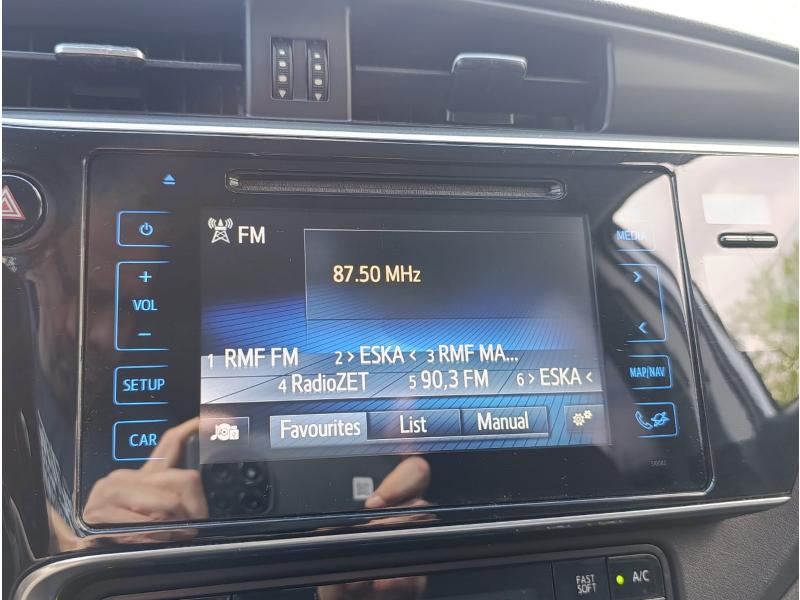 FM
MEDIA
87.50 MHz
+
VOL
−
SETUP
CAR
MAP/NAV
1 RMF FM 2 > ESKA < 3 RMF MA...
4 RadioZET 5 90,3 FM 6 > ESKA <
Favourites List Manual
510082
FAST SOFT
A/C